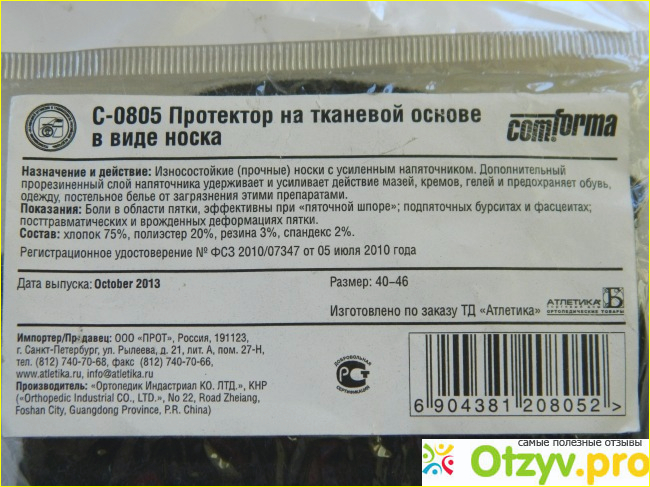 С-0805 Протектор на тканевой основе
в виде носка
comforma
Назначение и действие: Износостойкие (прочные) носки с усиленным напяточником. Дополнительный
прорезиненный слой напяточника удерживает и усиливает действие мазей, кремов, гелей и предохраняет обувь,
одежду, постельное белье от загрязнения этими препаратами.
Показания: Боли в области пятки, эффективны при «пяточной шпоре»; подпяточных бурситах и фасцеитах;
посттравматических и врожденных деформациях пятки.
Состав: хлопок 75%, полиэстер 20%, резина 3%, спандекс 2%.
Регистрационное удостоверение № ФСЗ 2010/07347 от 05 июля 2010 года
Дата выпуска: October 2013
Размер: 40–46
Изготовлено по заказу ТД «Атлетика»
АТЛЕТИКА
ТОРГОВЫЙ ДОМ
ОРТОПЕДИЧЕСКИЕ ТОВАРЫ
Импортер/Продавец: ООО «ПРОТ», Россия, 191123,
г. Санкт-Петербург, ул. Рылеева, д. 21, лит. А, пом. 27-Н,
тел. (812) 740-70-68, факс. (812) 740-70-66,
www.atletika.ru, info@atletika.ru
Производитель: «Ортопедик Индастриал КО. ЛТД.», КНР
(«Orthopedic Industrial CO., LTD.», No 22, Road Zheiang,
Foshan City, Guangdong Province, P.R. China)
ДОБРОВОЛЬНАЯ
СЕРТИФИКАЦИЯ
6 904381 208052 >
самые полезные отзывы
Otzyv.pro